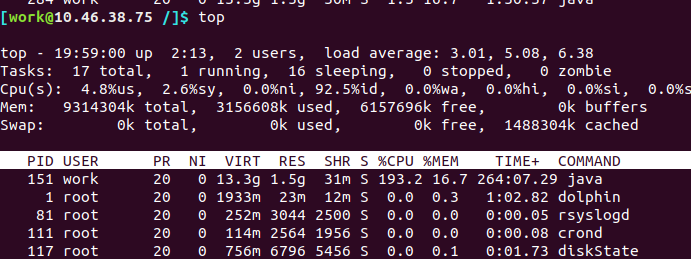 [work@10.46.38.75 /]$ top
top - 19:59:00 up 2:13, 2 users, load average: 3.01, 5.08, 6.38
Tasks: 17 total, 1 running, 16 sleeping, 0 stopped, 0 zombie
Cpu(s): 4.8%us, 2.6%sy, 0.0%ni, 92.5%id, 0.0%wa, 0.0%hi, 0.0%si, 0.0%s
Mem: 9314304k total, 3156608k used, 6157696k free, 0k buffers
Swap: 0k total, 0k used, 0k free, 1488304k cached
PID USER PR NI VIRT RES SHR S %CPU %MEM TIME+ COMMAND
151 work 20 0 13.3g 1.5g 31m S 193.2 16.7 264:07.29 java
1 root 20 0 1933m 23m 12m S 0.0 0.3 1:02.82 dolphin
81 root 20 0 252m 3044 2500 S 0.0 0.0 0:00.05 rsyslogd
111 root 20 0 114m 2564 1956 S 0.0 0.0 0:00.08 crond
117 root 20 0 756m 6796 5456 S 0.0 0.1 0:01.73 diskState